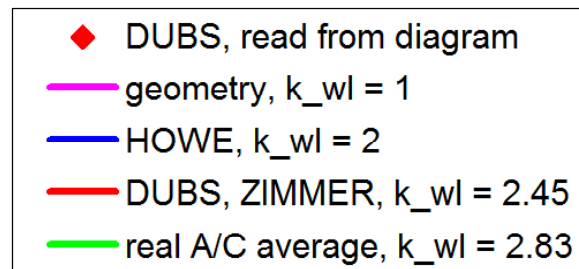 DUBS, read from diagram
geometry, k_wl = 1
HOWE, k_wl = 2
DUBS, ZIMMER, k_wl = 2.45
real A/C average, k_wl = 2.83